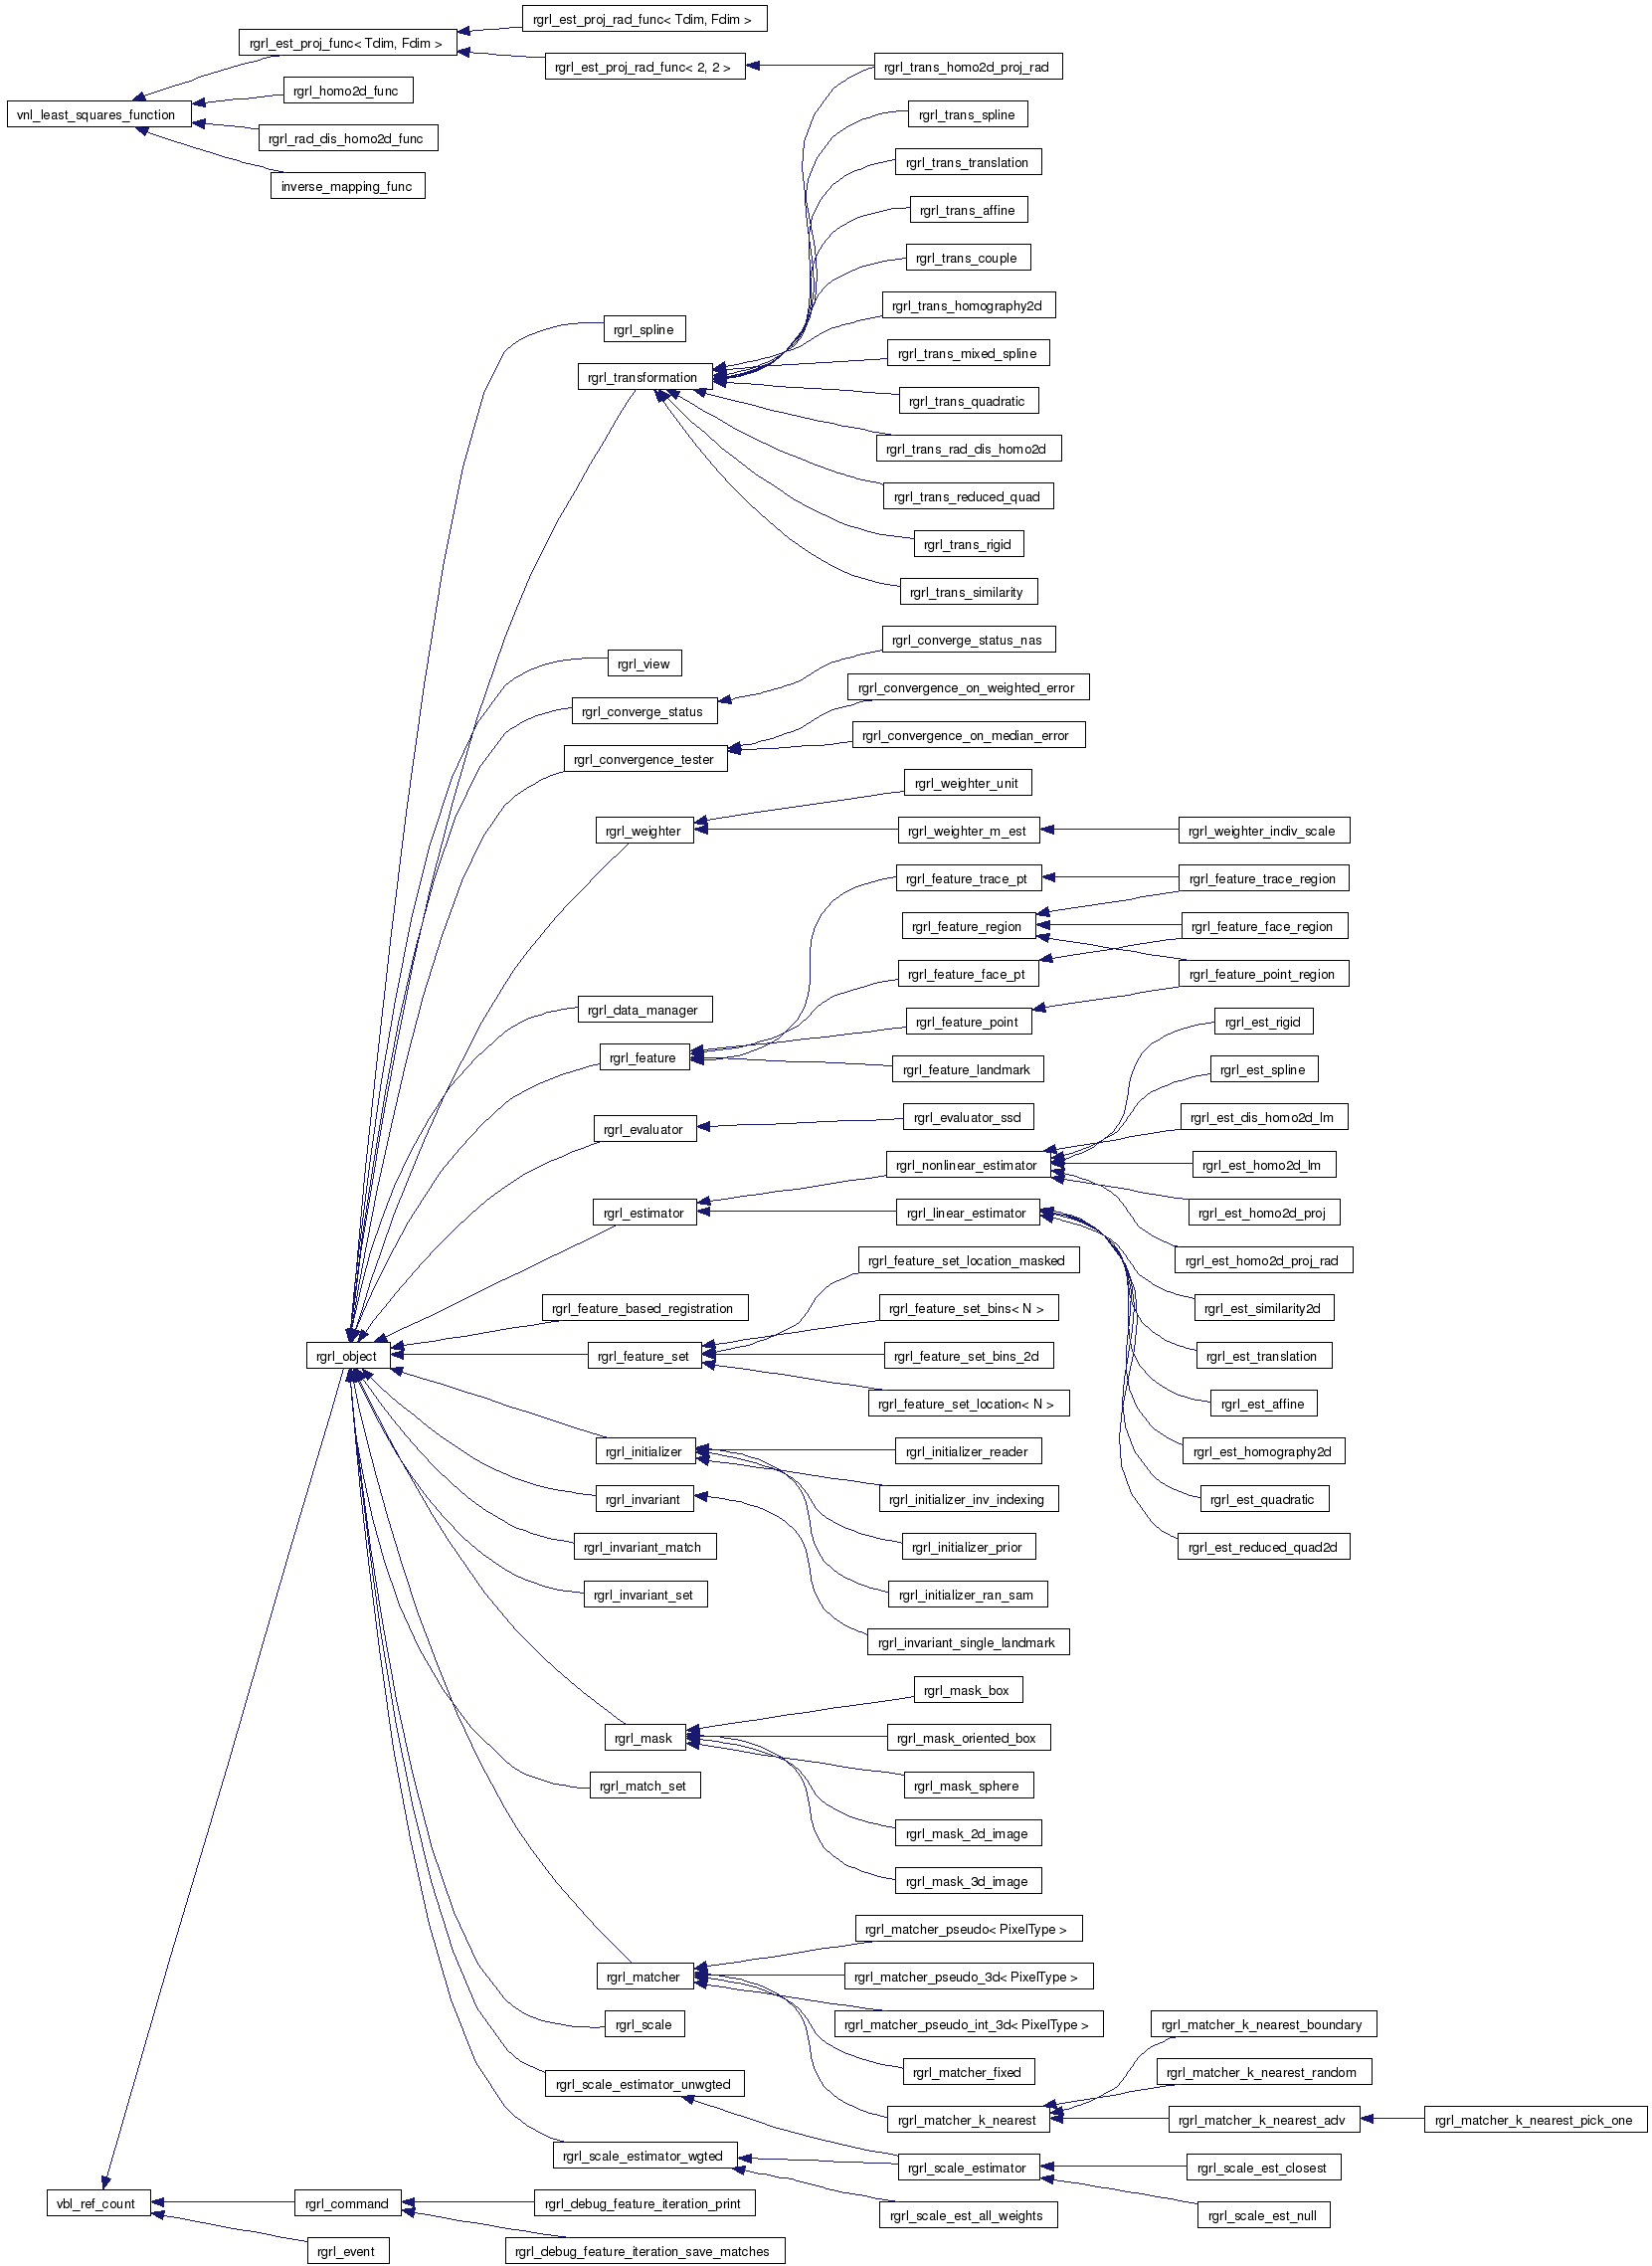 rgrl_est_proj_rad_func< Tdim, Fdim >
rgrl_est_proj_func< Tdim, Fdim >
rgrl_est_proj_rad_func< 2, 2 >
rgrl_trans_homo2d_proj_rad
rgrl_homo2d_func
vnl_least_squares_function
rgrl_trans_spline
rgrl_rad_dis_homo2d_func
rgrl_trans_translation
inverse_mapping_func
rgrl_trans_affine
rgrl_trans_couple
rgrl_trans_homography2d
rgrl_spline
rgrl_trans_mixed_spline
rgrl_transformation
rgrl_trans_quadratic
rgrl_trans_rad_dis_homo2d
rgrl_trans_reduced_quad
rgrl_trans_rigid
rgrl_trans_similarity
rgrl_converge_status_nas
rgrl_view
rgrl_convergence_on_weighted_error
rgrl_converge_status
rgrl_convergence_on_median_error
rgrl_convergence_tester
rgrl_weighter_unit
rgrl_weighter
rgrl_weighter_m_est
rgrl_weighter_indiv_scale
rgrl_feature_trace_pt
rgrl_feature_trace_region
rgrl_feature_region
rgrl_feature_face_region
rgrl_feature_face_pt
rgrl_feature_point_region
rgrl_data_manager
rgrl_feature_point
rgrl_est_rigid
rgrl_feature
rgrl_feature_landmark
rgrl_est_spline
rgrl_evaluator
rgrl_evaluator_ssd
rgrl_est_dis_homo2d_lm
rgrl_nonlinear_estimator
rgrl_est_homo2d_lm
rgrl_estimator
rgrl_linear_estimator
rgrl_est_homo2d_proj
rgrl_feature_set_location_masked
rgrl_est_homo2d_proj_rad
rgrl_feature_based_registration
rgrl_feature_set_bins< N >
rgrl_est_similarity2d
rgrl_object
rgrl_feature_set
rgrl_feature_set_bins_2d
rgrl_est_translation
rgrl_feature_set_location< N >
rgrl_est_affine
rgrl_initializer
rgrl_initializer_reader
rgrl_est_homography2d
rgrl_invariant
rgrl_initializer_inv_indexing
rgrl_est_quadratic
rgrl_invariant_match
rgrl_initializer_prior
rgrl_est_reduced_quad2d
rgrl_invariant_set
rgrl_initializer_ran_sam
rgrl_invariant_single_landmark
rgrl_mask_box
rgrl_mask
rgrl_mask_oriented_box
rgrl_match_set
rgrl_mask_sphere
rgrl_mask_2d_image
rgrl_mask_3d_image
rgrl_matcher_pseudo< PixelType >
rgrl_matcher
rgrl_matcher_pseudo_3d< PixelType >
rgrl_scale
rgrl_matcher_pseudo_int_3d< PixelType >
rgrl_matcher_k_nearest_boundary
rgrl_matcher_fixed
rgrl_matcher_k_nearest_random
rgrl_scale_estimator_unwgted
rgrl_matcher_k_nearest
rgrl_matcher_k_nearest_adv
rgrl_matcher_k_nearest_pick_one
rgrl_scale_estimator_wgted
rgrl_scale_estimator
rgrl_scale_est_closest
vbl_ref_count
rgrl_command
rgrl_debug_feature_iteration_print
rgrl_scale_est_all_weights
rgrl_scale_est_null
rgrl_event
rgrl_debug_feature_iteration_save_matches